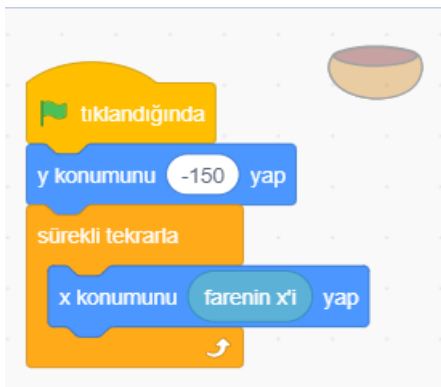 tıklandığında
y konumunu -150 yap
sürekli tekrarla
x konumunu farenin x'i yap